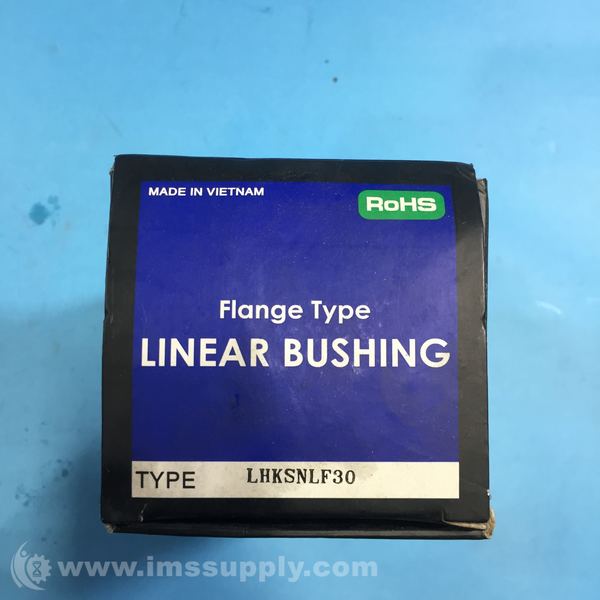 MADE IN VIETNAM
RoHS
Flange Type
LINEAR BUSHING
TYPE LHKSNLF30
www.imssupply.com